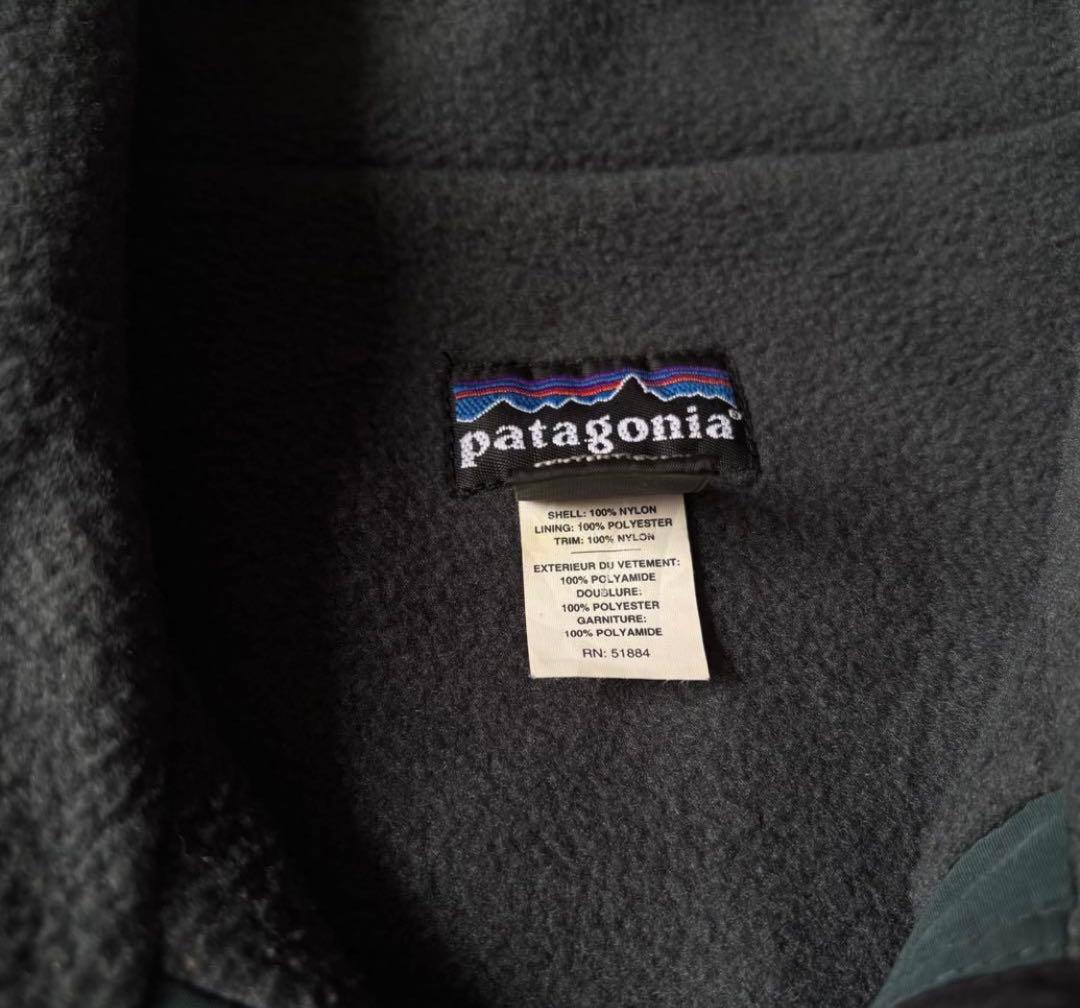 patagonia®
SHELL: 100% NYLON
LINING: 100% POLYESTER
TRIM: 100% NYLON
EXTERIEUR DU VETEMENT:
100% POLYAMIDE
DOUBLURE:
100% POLYESTER
GARNITURE:
100% POLYAMIDE
RN: 51884